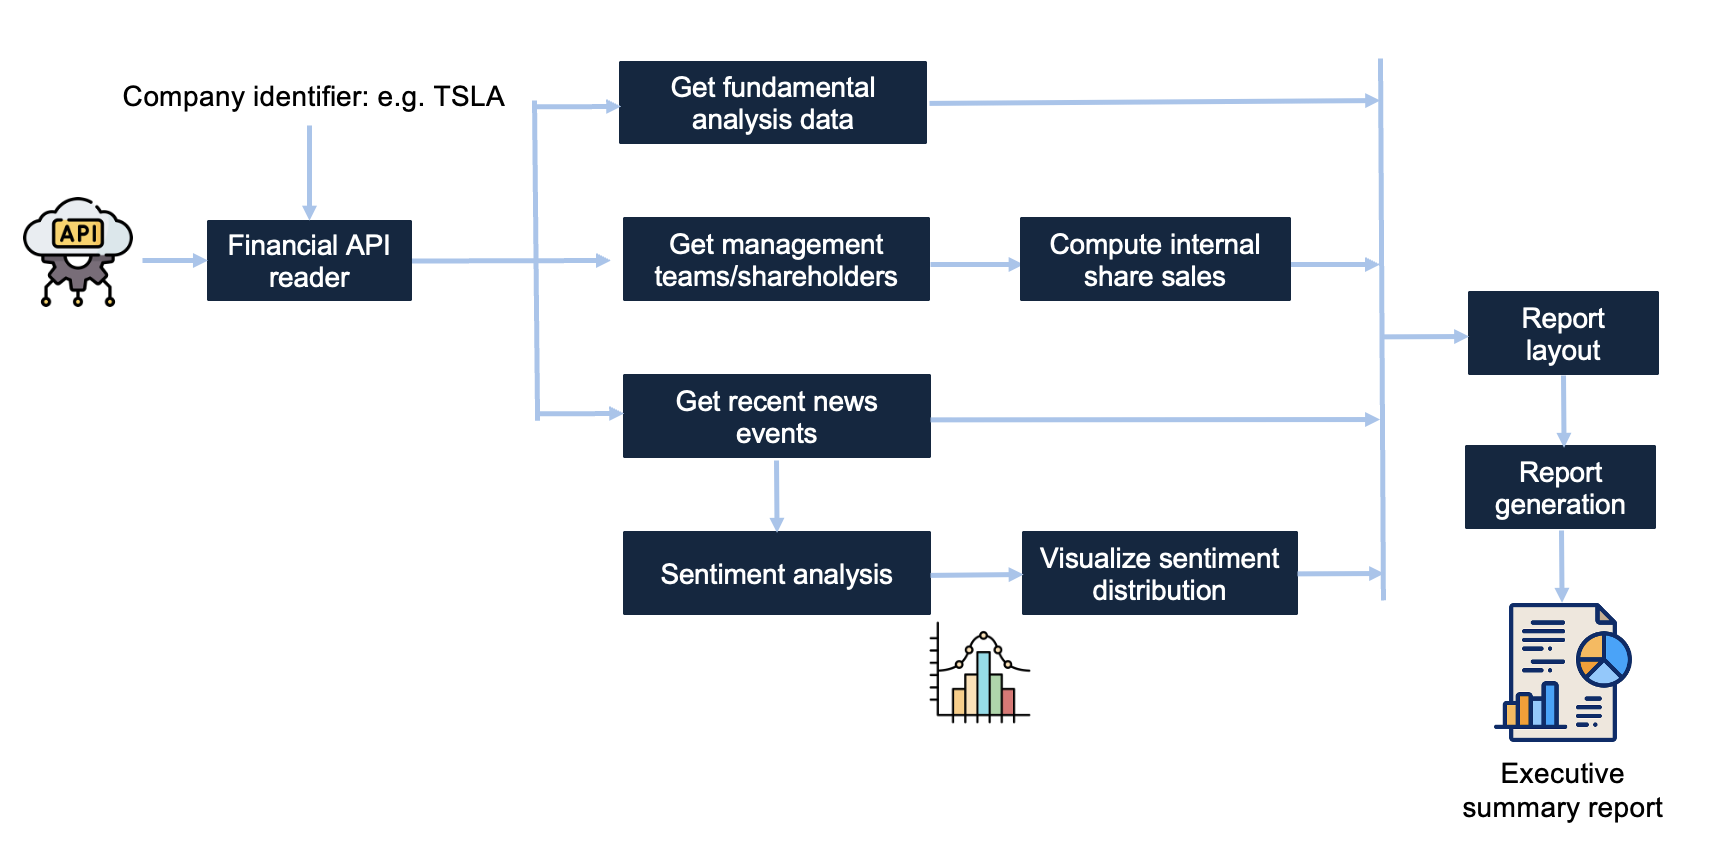 Company identifier: e.g. TSLA
API
Financial API
reader
Get fundamental
analysis data
Get management
teams/shareholders
Compute internal
share sales
Get recent news
events
Sentiment analysis
Visualize sentiment
distribution
Report
layout
Report
generation
Executive
summary report